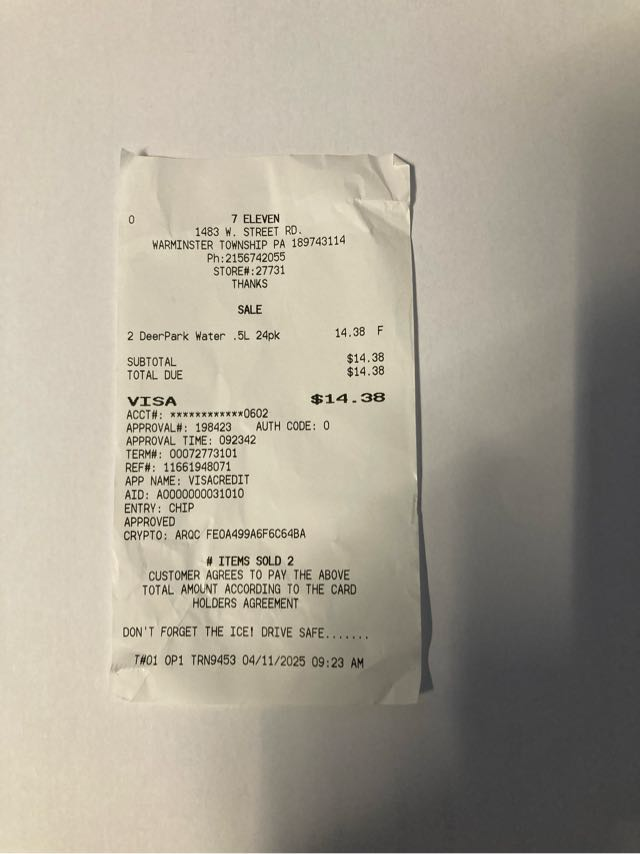 0 7 ELEVEN
1483 W. STREET RD.
WARMINSTER TOWNSHIP PA 189743114
Ph:2156742055
STORE#:27731
THANKS
SALE
2 DeerPark Water .5L 24pk 14.38 F
SUBTOTAL $14.38
TOTAL DUE $14.38
VISA $14.38
ACCT#: ************0602
APPROVAL#: 198423 AUTH CODE: 0
APPROVAL TIME: 092342
TERM#: 00072773101
REF#: 11661948071
APP NAME: VISACREDIT
AID: A0000000031010
ENTRY: CHIP
APPROVED
CRYPTO: ARQC FE0A499A6F6C64BA
# ITEMS SOLD 2
CUSTOMER AGREES TO PAY THE ABOVE
TOTAL AMOUNT ACCORDING TO THE CARD
HOLDERS AGREEMENT
DON'T FORGET THE ICE! DRIVE SAFE.......
T#01 OP1 TRN9453 04/11/2025 09:23 AM